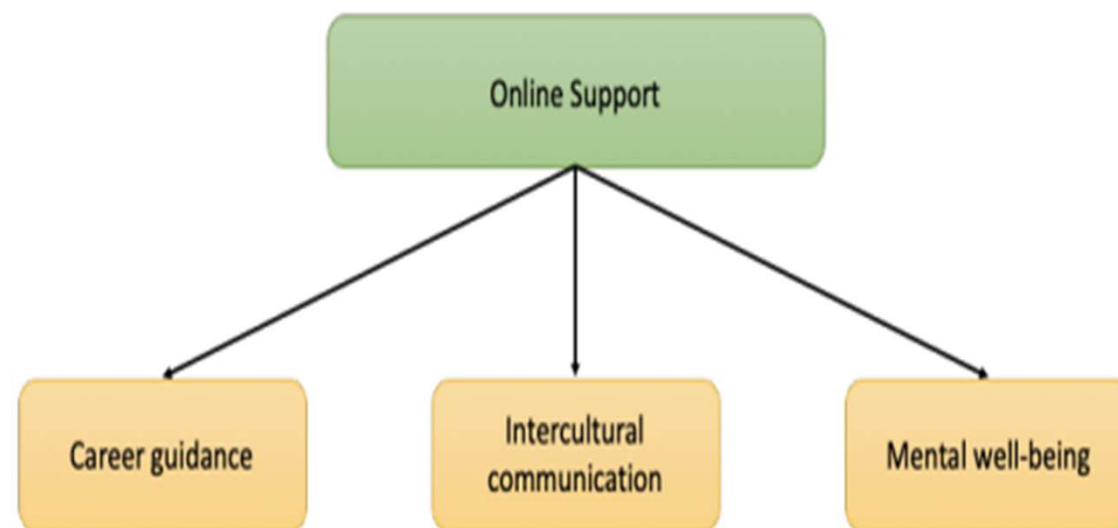 Online Support
Career guidance
Intercultural
communication
Mental well-being